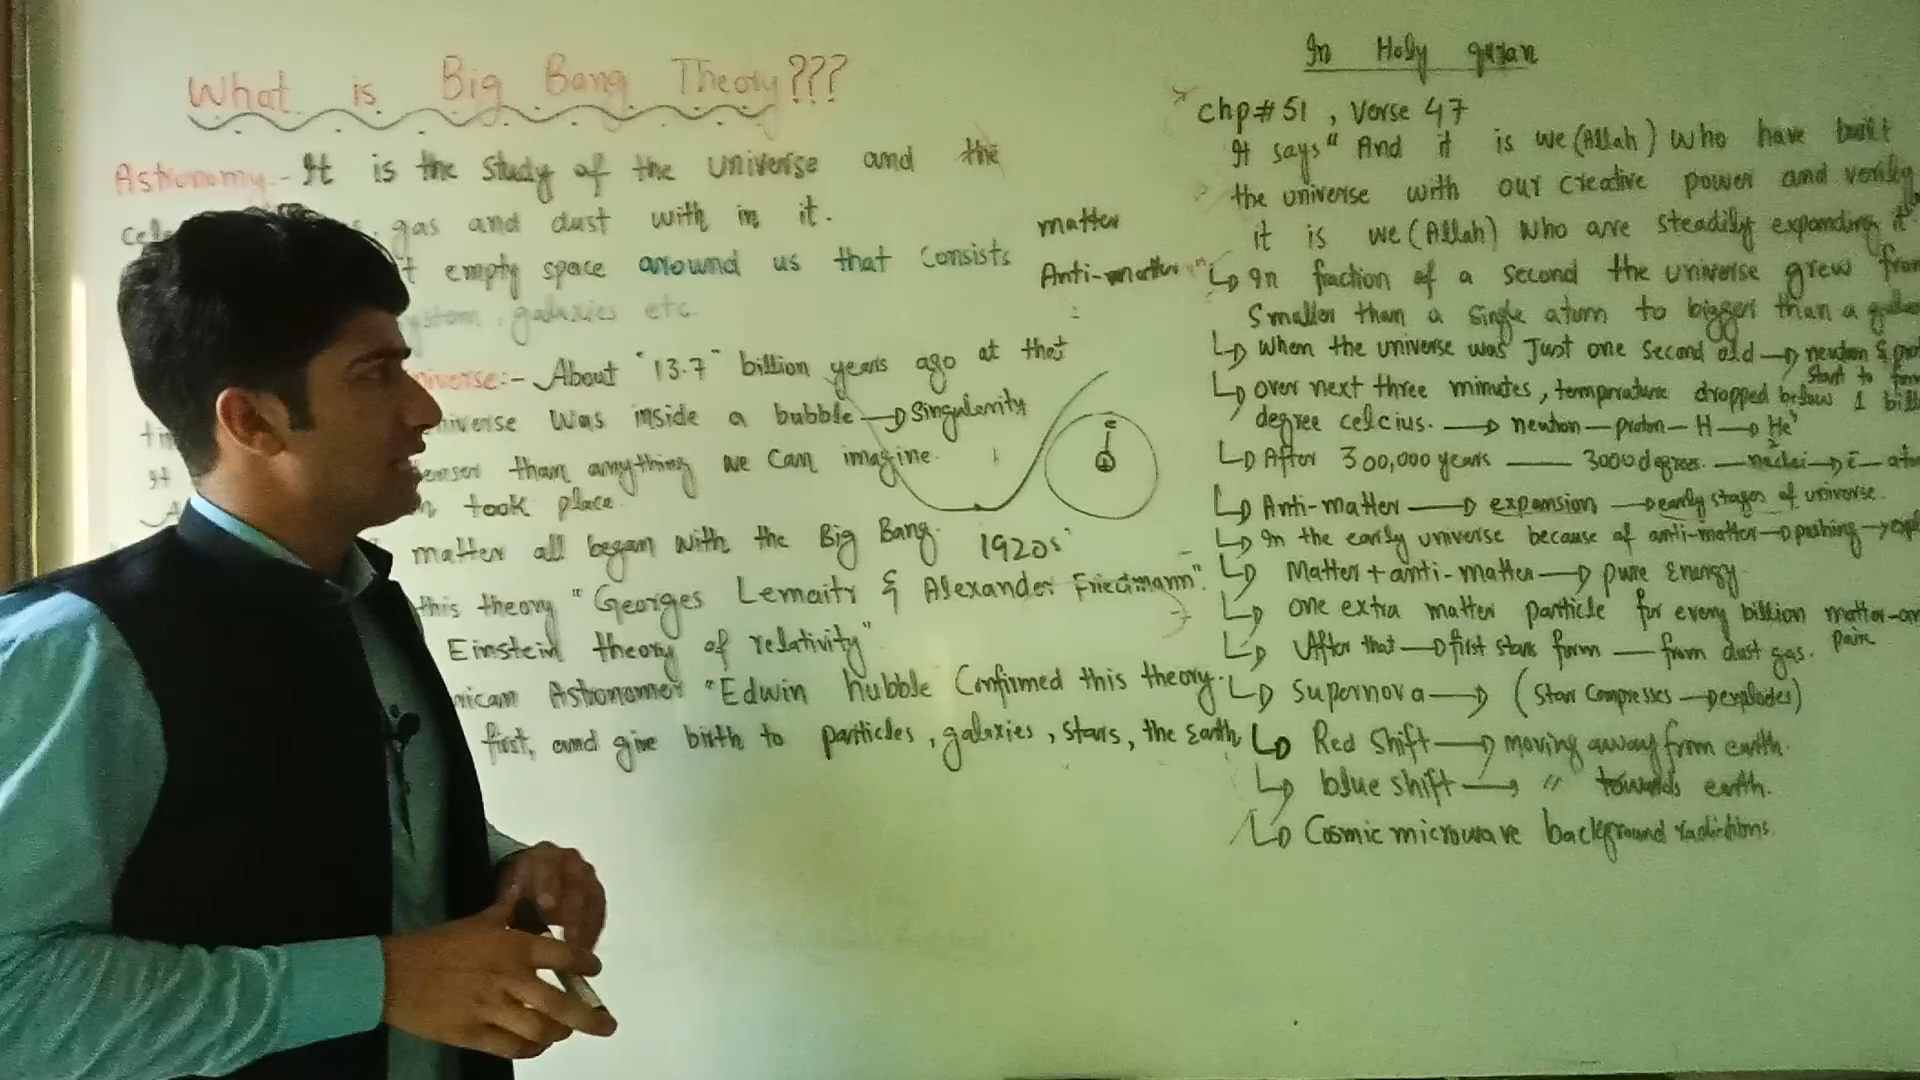 What is Big Bang Theory???
Astronomy:- It is the study of the universe and the
gas and dust with in it.
empty space around us that consists
galaxies etc.
About "13.7" billion years ago at that
was inside a bubble → Singularity
than anything we can imagine.
took place.
matter all began with the Big Bang. 1920s
this theory "Georges Lemaitr & Alexander Friedmann".
Einstein theory of relativity"
Astronomer "Edwin hubble Confirmed this theory.
first, and give birth to particles, galaxies, stars, the Earth
matter
Anti-matter
e
+
In Holy quran
Chp# 51, Verse 47
It says" And it is we (Allah) who have built
the universe with our creative power and verily
it is we (Allah) who are steadily expanding it"
↳ In fraction of a second the universe grew from
Smaller than a single atom to bigger than a
↳ when the universe was Just one second old → neutron &
start to form
↳ over next three minutes, temperature dropped below 1
degree celcius. → neutron — proton — H → He
↳ After 300,000 years — 3000 degrees. — nuclei → e —
↳ Anti-matter → expansion → early stages of universe.
↳ In the early universe because of anti-matter → pushing →
↳ Matter + anti-matter → pure Energy
↳ one extra matter particle for every billion matter-
pair
↳ After that → first stars form — from dust gas.
↳ Supernova → (Star Compresses → explodes)
↳ Red Shift → moving away from earth.
↳ blue shift → " towards earth.
↳ Cosmic microwave background radiations.